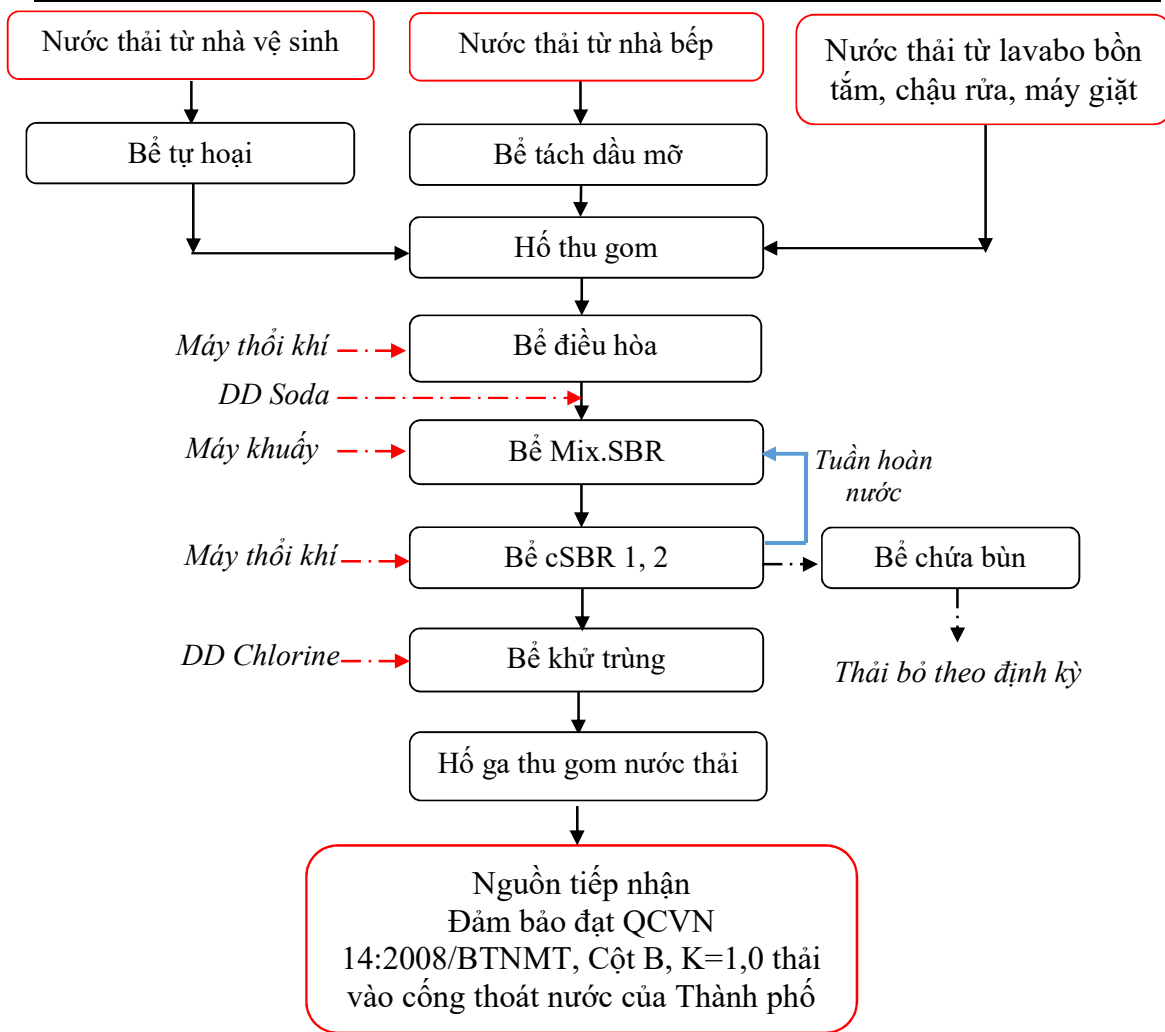 Nước thải từ nhà vệ sinh
Nước thải từ nhà bếp
Nước thải từ lavabo bồn
tắm, chậu rửa, máy giặt
Bể tự hoại
Bể tách dầu mỡ
Hố thu gom
Máy thổi khí
Bể điều hòa
DD Soda
Máy khuấy
Bể Mix.SBR
Tuần hoàn
nước
Máy thổi khí
Bể cSBR 1, 2
Bể chứa bùn
DD Chlorine
Bể khử trùng
Thải bỏ theo định kỳ
Hố ga thu gom nước thải
Nguồn tiếp nhận
Đảm bảo đạt QCVN
14:2008/BTNMT, Cột B, K=1,0 thải
vào cống thoát nước của Thành phố